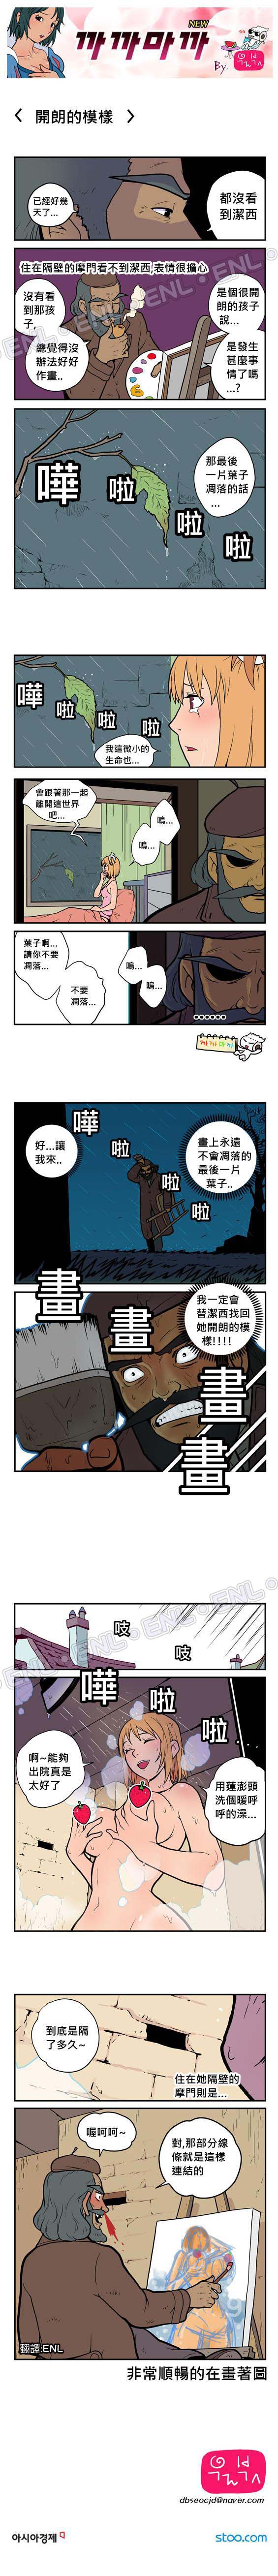 까까마까
NEW
By.
〈 開朗的模樣 〉
已經好幾
天了...
都沒看
到潔西
住在隔壁的摩門看不到潔西,表情很擔心
沒有看
到那孩
子,
總覺得沒
辦法好好
作畫..
是個很開
朗的孩子
說...
是發生
甚麼事
情了嗎
...?
那最後
一片葉子
凋落的話
...
嘩
啦
啦
啦
嘩
啦
啦
啦
我這微小的
生命也...
會跟著那一起
離開這世界
吧...
嗚...
嗚...
葉子啊...
請你不要
凋落...
不要
凋落...
嗚...
嗚...
......
까까마까
好...讓
我來..
嘩
啦
啦
啦
畫上永遠
不會凋落的
最後一片
葉子..
畫
畫
我一定會
替潔西找回
她開朗的模
樣!!!!
畫
畫
ENL
吱
吱
嘩
啦
啦
啊~能夠
出院真是
太好了
用蓮澎頭
洗個暖呼
呼的澡...
到底是隔
了多久~
住在她隔壁的
摩門則是...
喔呵呵~
對,那部分線
條就是這樣
連結的
翻譯:ENL
非常順暢的在畫著圖
dbseocjd@naver.com
아시아경제
stoo.com